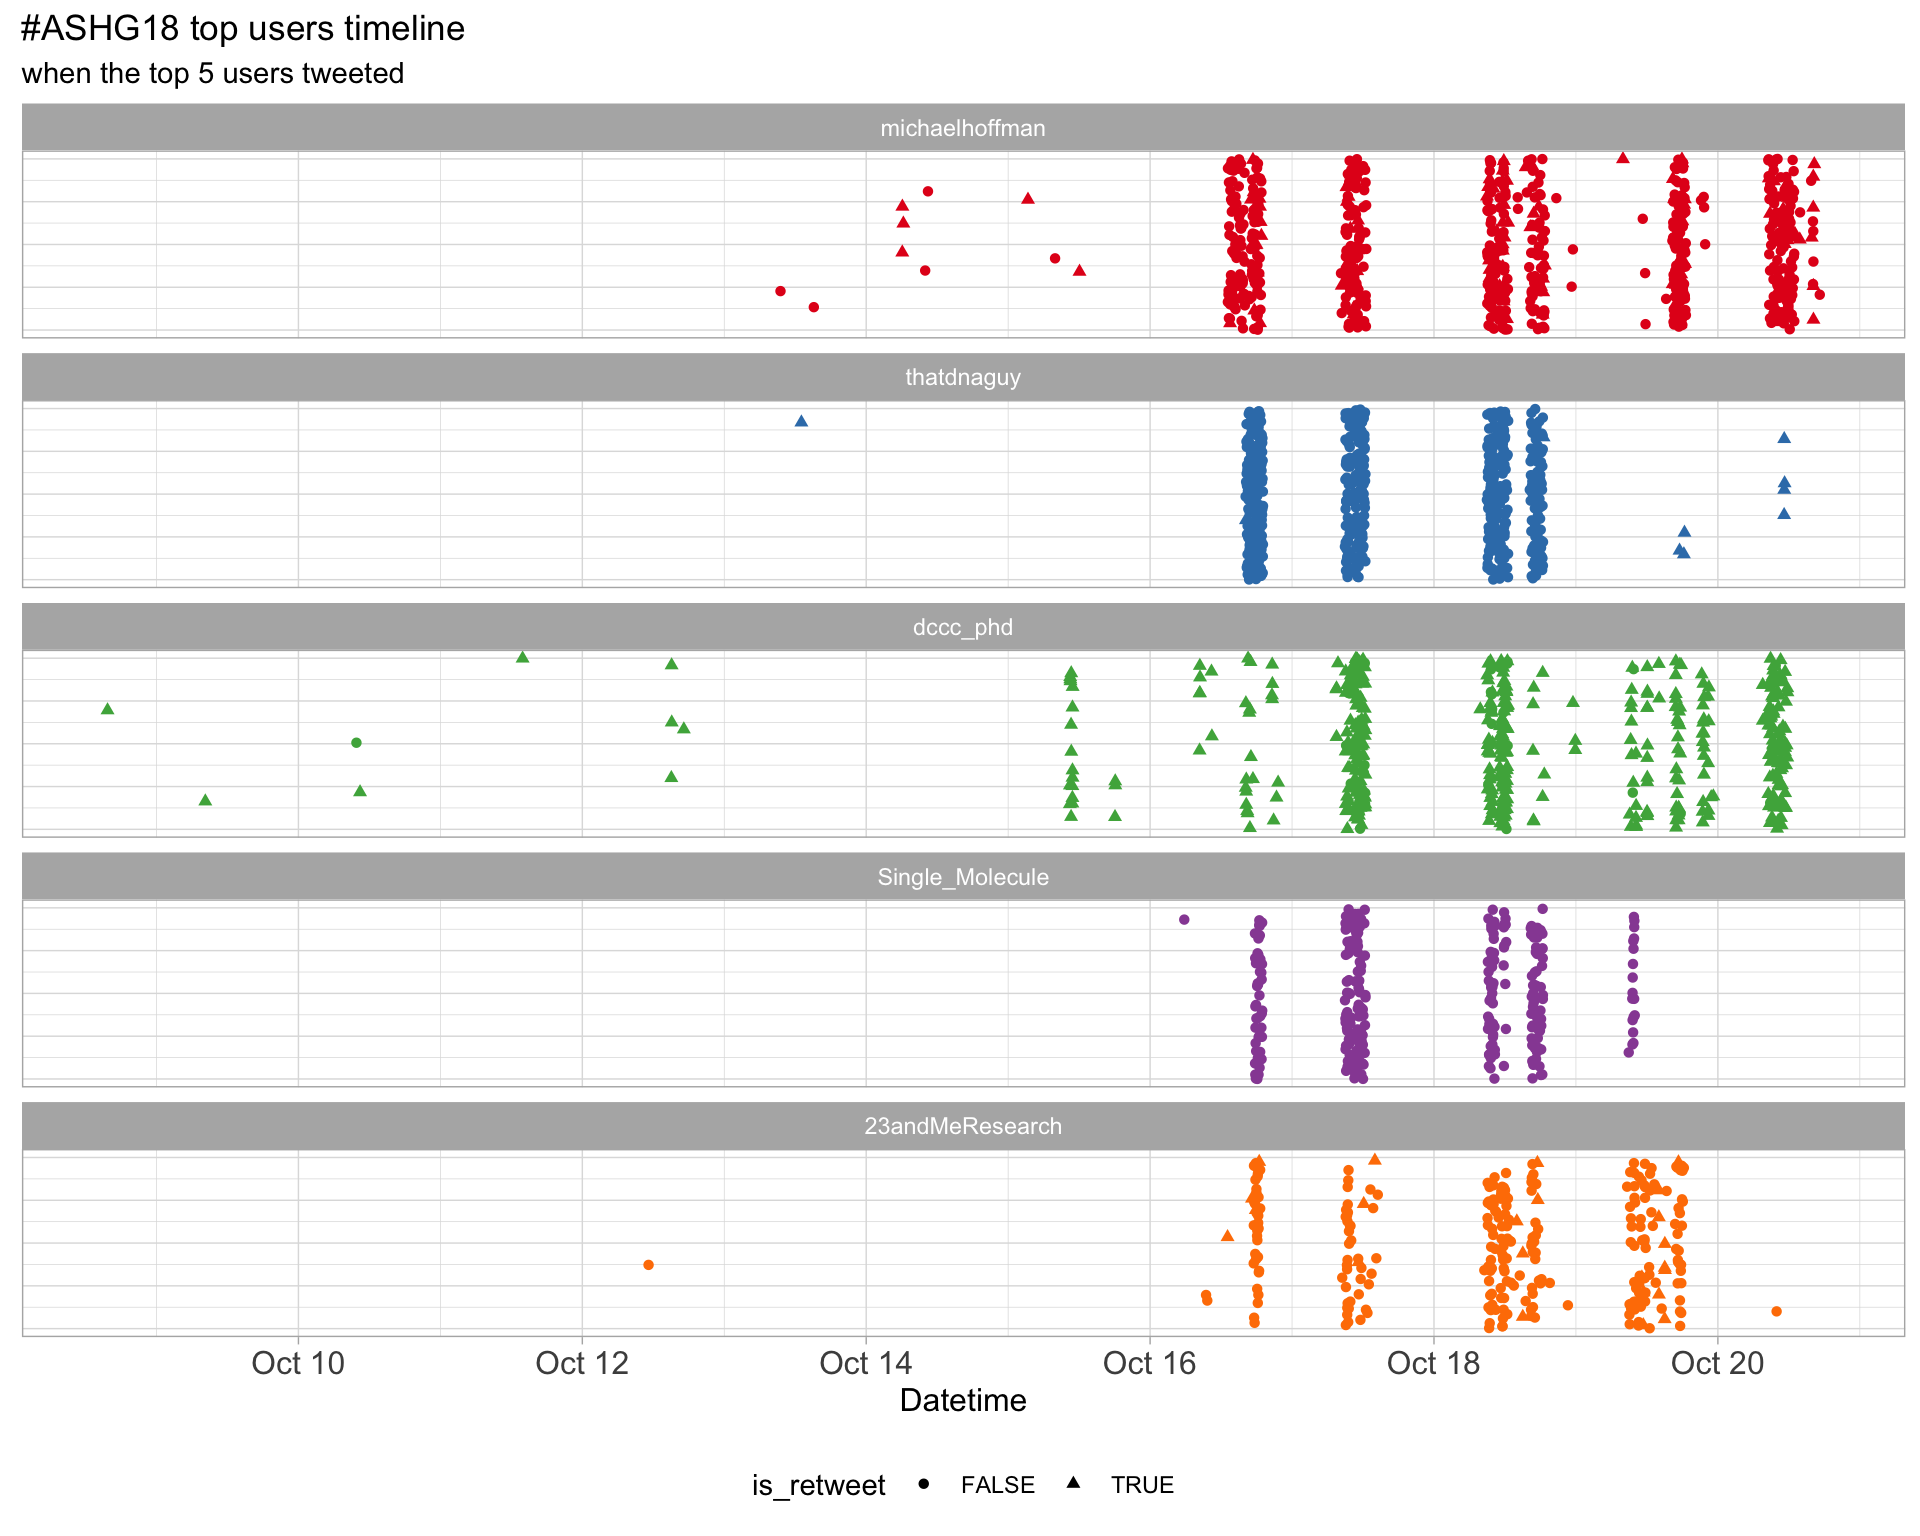 #ASHG18 top users timeline
when the top 5 users tweeted
michaelhoffman
thatdnaguy
dccc_phd
Single_Molecule
23andMeResearch
Oct 10 Oct 12 Oct 14 Oct 16 Oct 18 Oct 20
Datetime
is_retweet FALSE TRUE